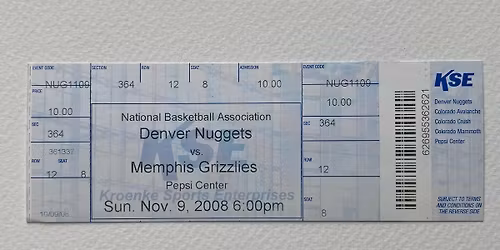 EVENT CODE SECTION ROW SEAT ADMISSION EVENT CODE
NUG1109 364 12 8 10.00 NUG1109
PRICE
10.00
SEC
364
ROW SEAT
12 8
National Basketball Association
Denver Nuggets
vs.
Memphis Grizzlies
Pepsi Center
Kroenke Sports Enterprises
Sun. Nov. 9, 2008 6:00pm
KSE
PRICE
10.00
SEC
364
ROW
12
SEAT
8
626955362621
KSE
Denver Nuggets
Colorado Avalanche
Colorado Crush
Colorado Mammoth
Pepsi Center
SUBJECT TO TERMS
AND CONDITIONS ON
THE REVERSE SIDE